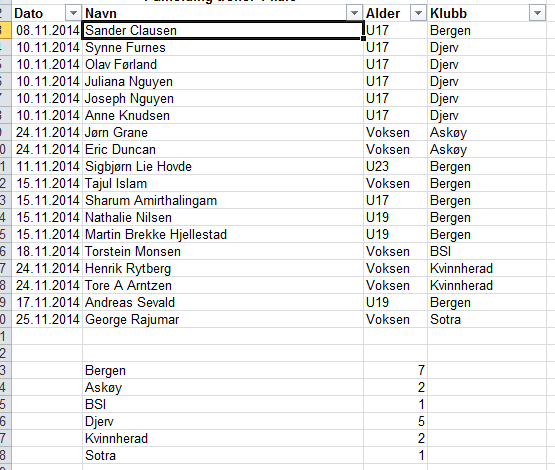 Dato Navn Alder Klubb
08.11.2014 Sander Clausen U17 Bergen
10.11.2014 Synne Furnes U17 Djerv
10.11.2014 Olav Førland U17 Djerv
10.11.2014 Juliana Nguyen U17 Djerv
10.11.2014 Joseph Nguyen U17 Djerv
10.11.2014 Anne Knudsen U17 Djerv
24.11.2014 Jørn Grane Voksen Askøy
24.11.2014 Eric Duncan Voksen Askøy
11.11.2014 Sigbjørn Lie Hovde U23 Bergen
15.11.2014 Tajul Islam Voksen Bergen
15.11.2014 Sharum Amirthalingam U17 Bergen
15.11.2014 Nathalie Nilsen U19 Bergen
15.11.2014 Martin Brekke Hjellestad U19 Bergen
18.11.2014 Torstein Monsen Voksen BSI
24.11.2014 Henrik Rytberg Voksen Kvinnherad
24.11.2014 Tore A Arntzen Voksen Kvinnherad
17.11.2014 Andreas Sevald U19 Bergen
25.11.2014 George Rajumar Voksen Sotra
Bergen 7
Askøy 2
BSI 1
Djerv 5
Kvinnherad 2
Sotra 1